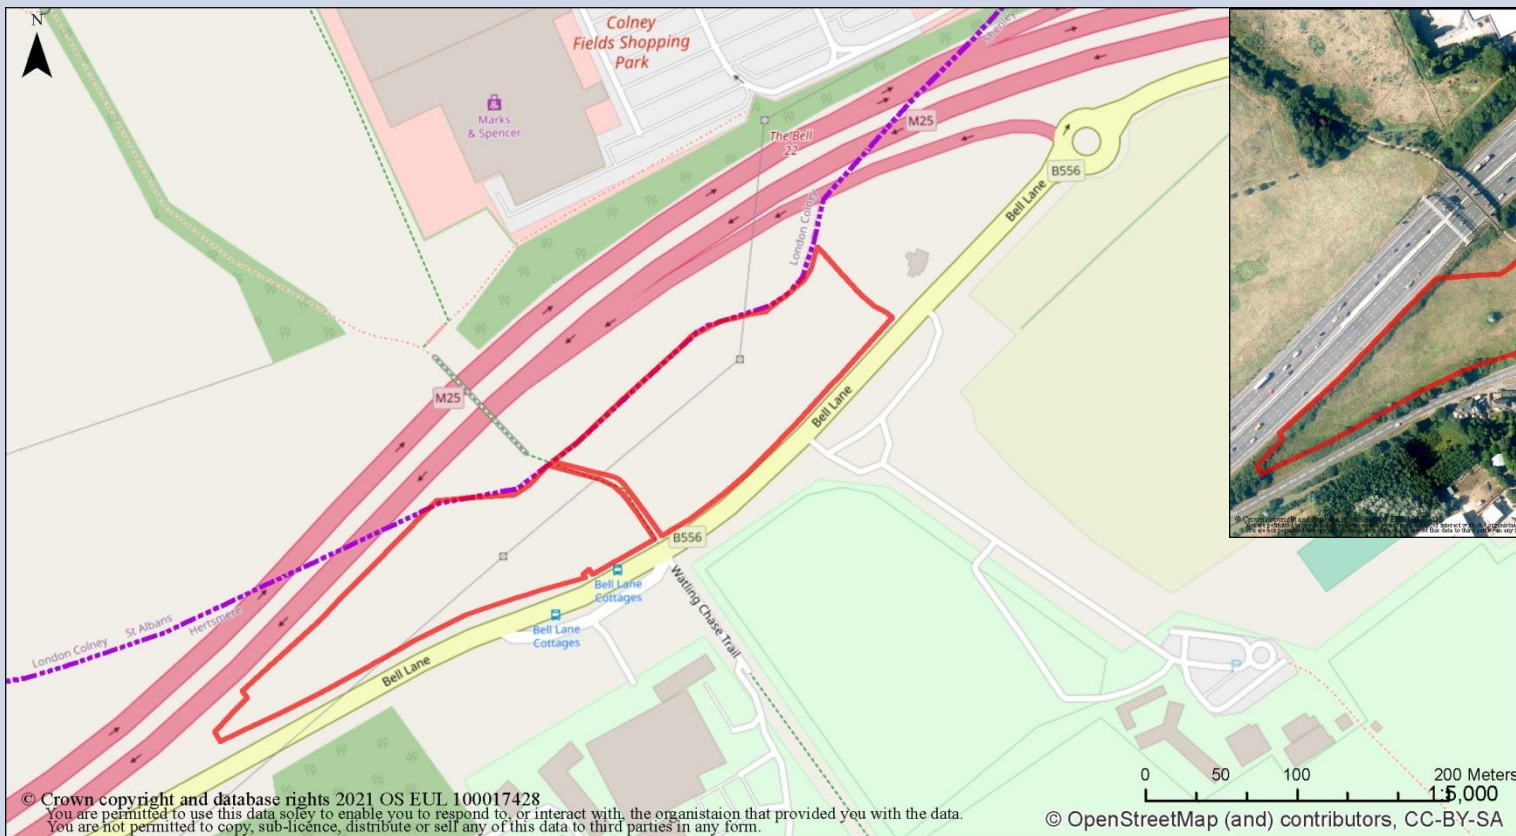 N
Colney
Fields Shopping
Park
Marks
& Spencer
The Bell
22
M25
London Colney
Shenley
B556
Bell Lane
M25
Bell Lane
B556
Bell Lane
Cottages
Bell Lane
Cottages
Watling Chase Trail
London Colney
St Albans
Hertsmere
Bell Lane
P
0 50 100 200 Meters
© Crown copyright and database rights 2021 OS EUL 100017428
You are permitted to use this data soley to enable you to respond to, or interact with, the organistaion that provided you with the data.
You are not permitted to copy, sub-licence, distribute or sell any of this data to third parties in any form.
© OpenStreetMap (and) contributors, CC-BY-SA